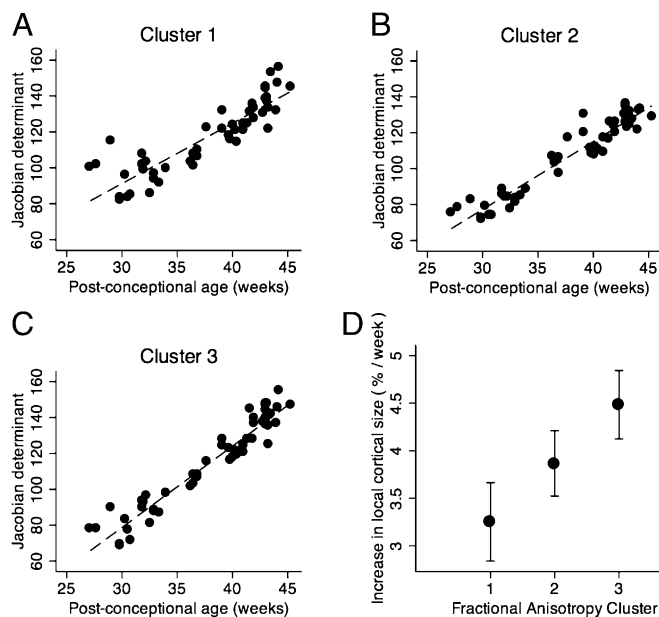 A
Cluster 1
Jacobian determinant
160
140
120
100
80
60
25 30 35 40 45
Post-conceptional age (weeks)
B
Cluster 2
Jacobian determinant
160
140
120
100
80
60
25 30 35 40 45
Post-conceptional age (weeks)
C
Cluster 3
Jacobian determinant
160
140
120
100
80
60
25 30 35 40 45
Post-conceptional age (weeks)
D
Increase in local cortical size ( % / week )
5
4.5
4
3.5
3
1 2 3
Fractional Anisotropy Cluster